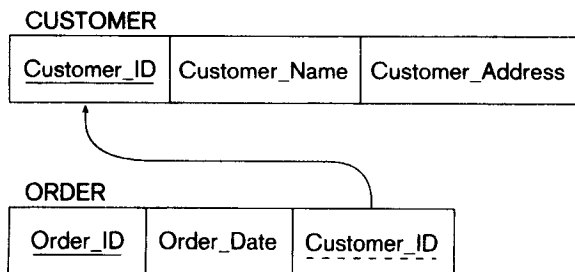 CUSTOMER
Customer_ID Customer_Name Customer_Address
ORDER
Order_ID Order_Date Customer_ID